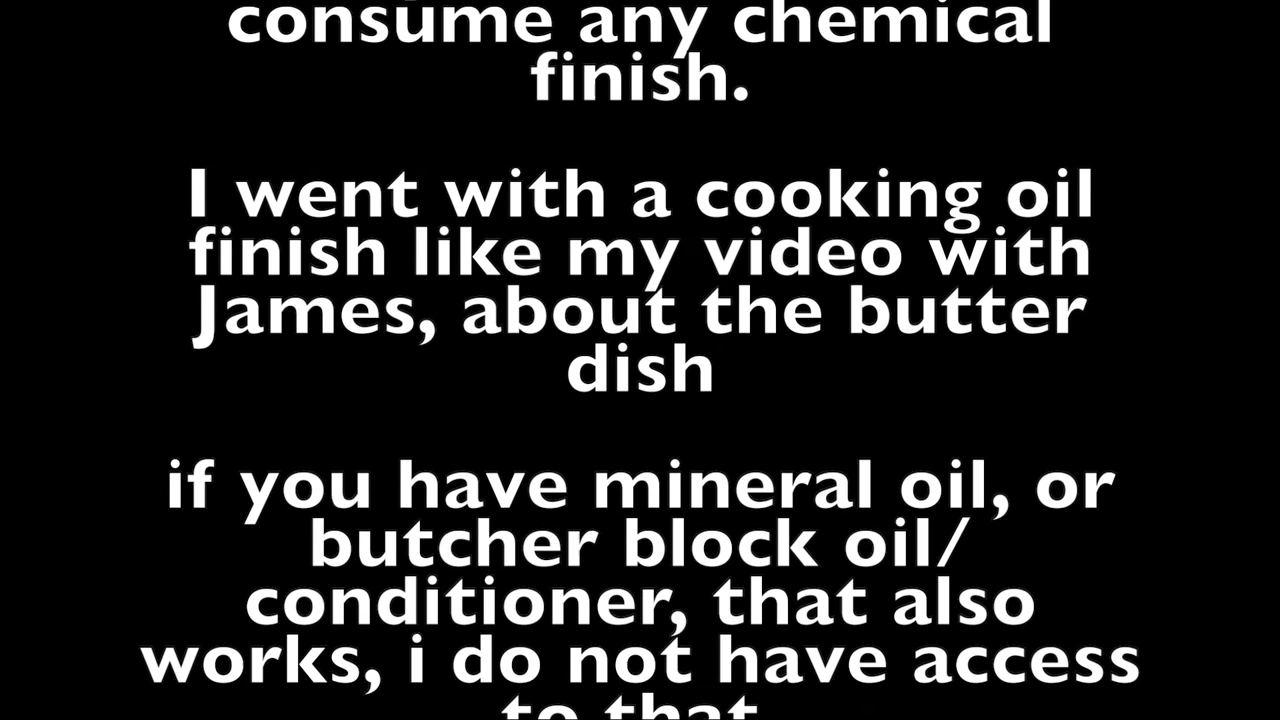 consume any chemical
finish.
I went with a cooking oil
finish like my video with
James, about the butter
dish
if you have mineral oil, or
butcher block oil/
conditioner, that also
works, i do not have access
to that